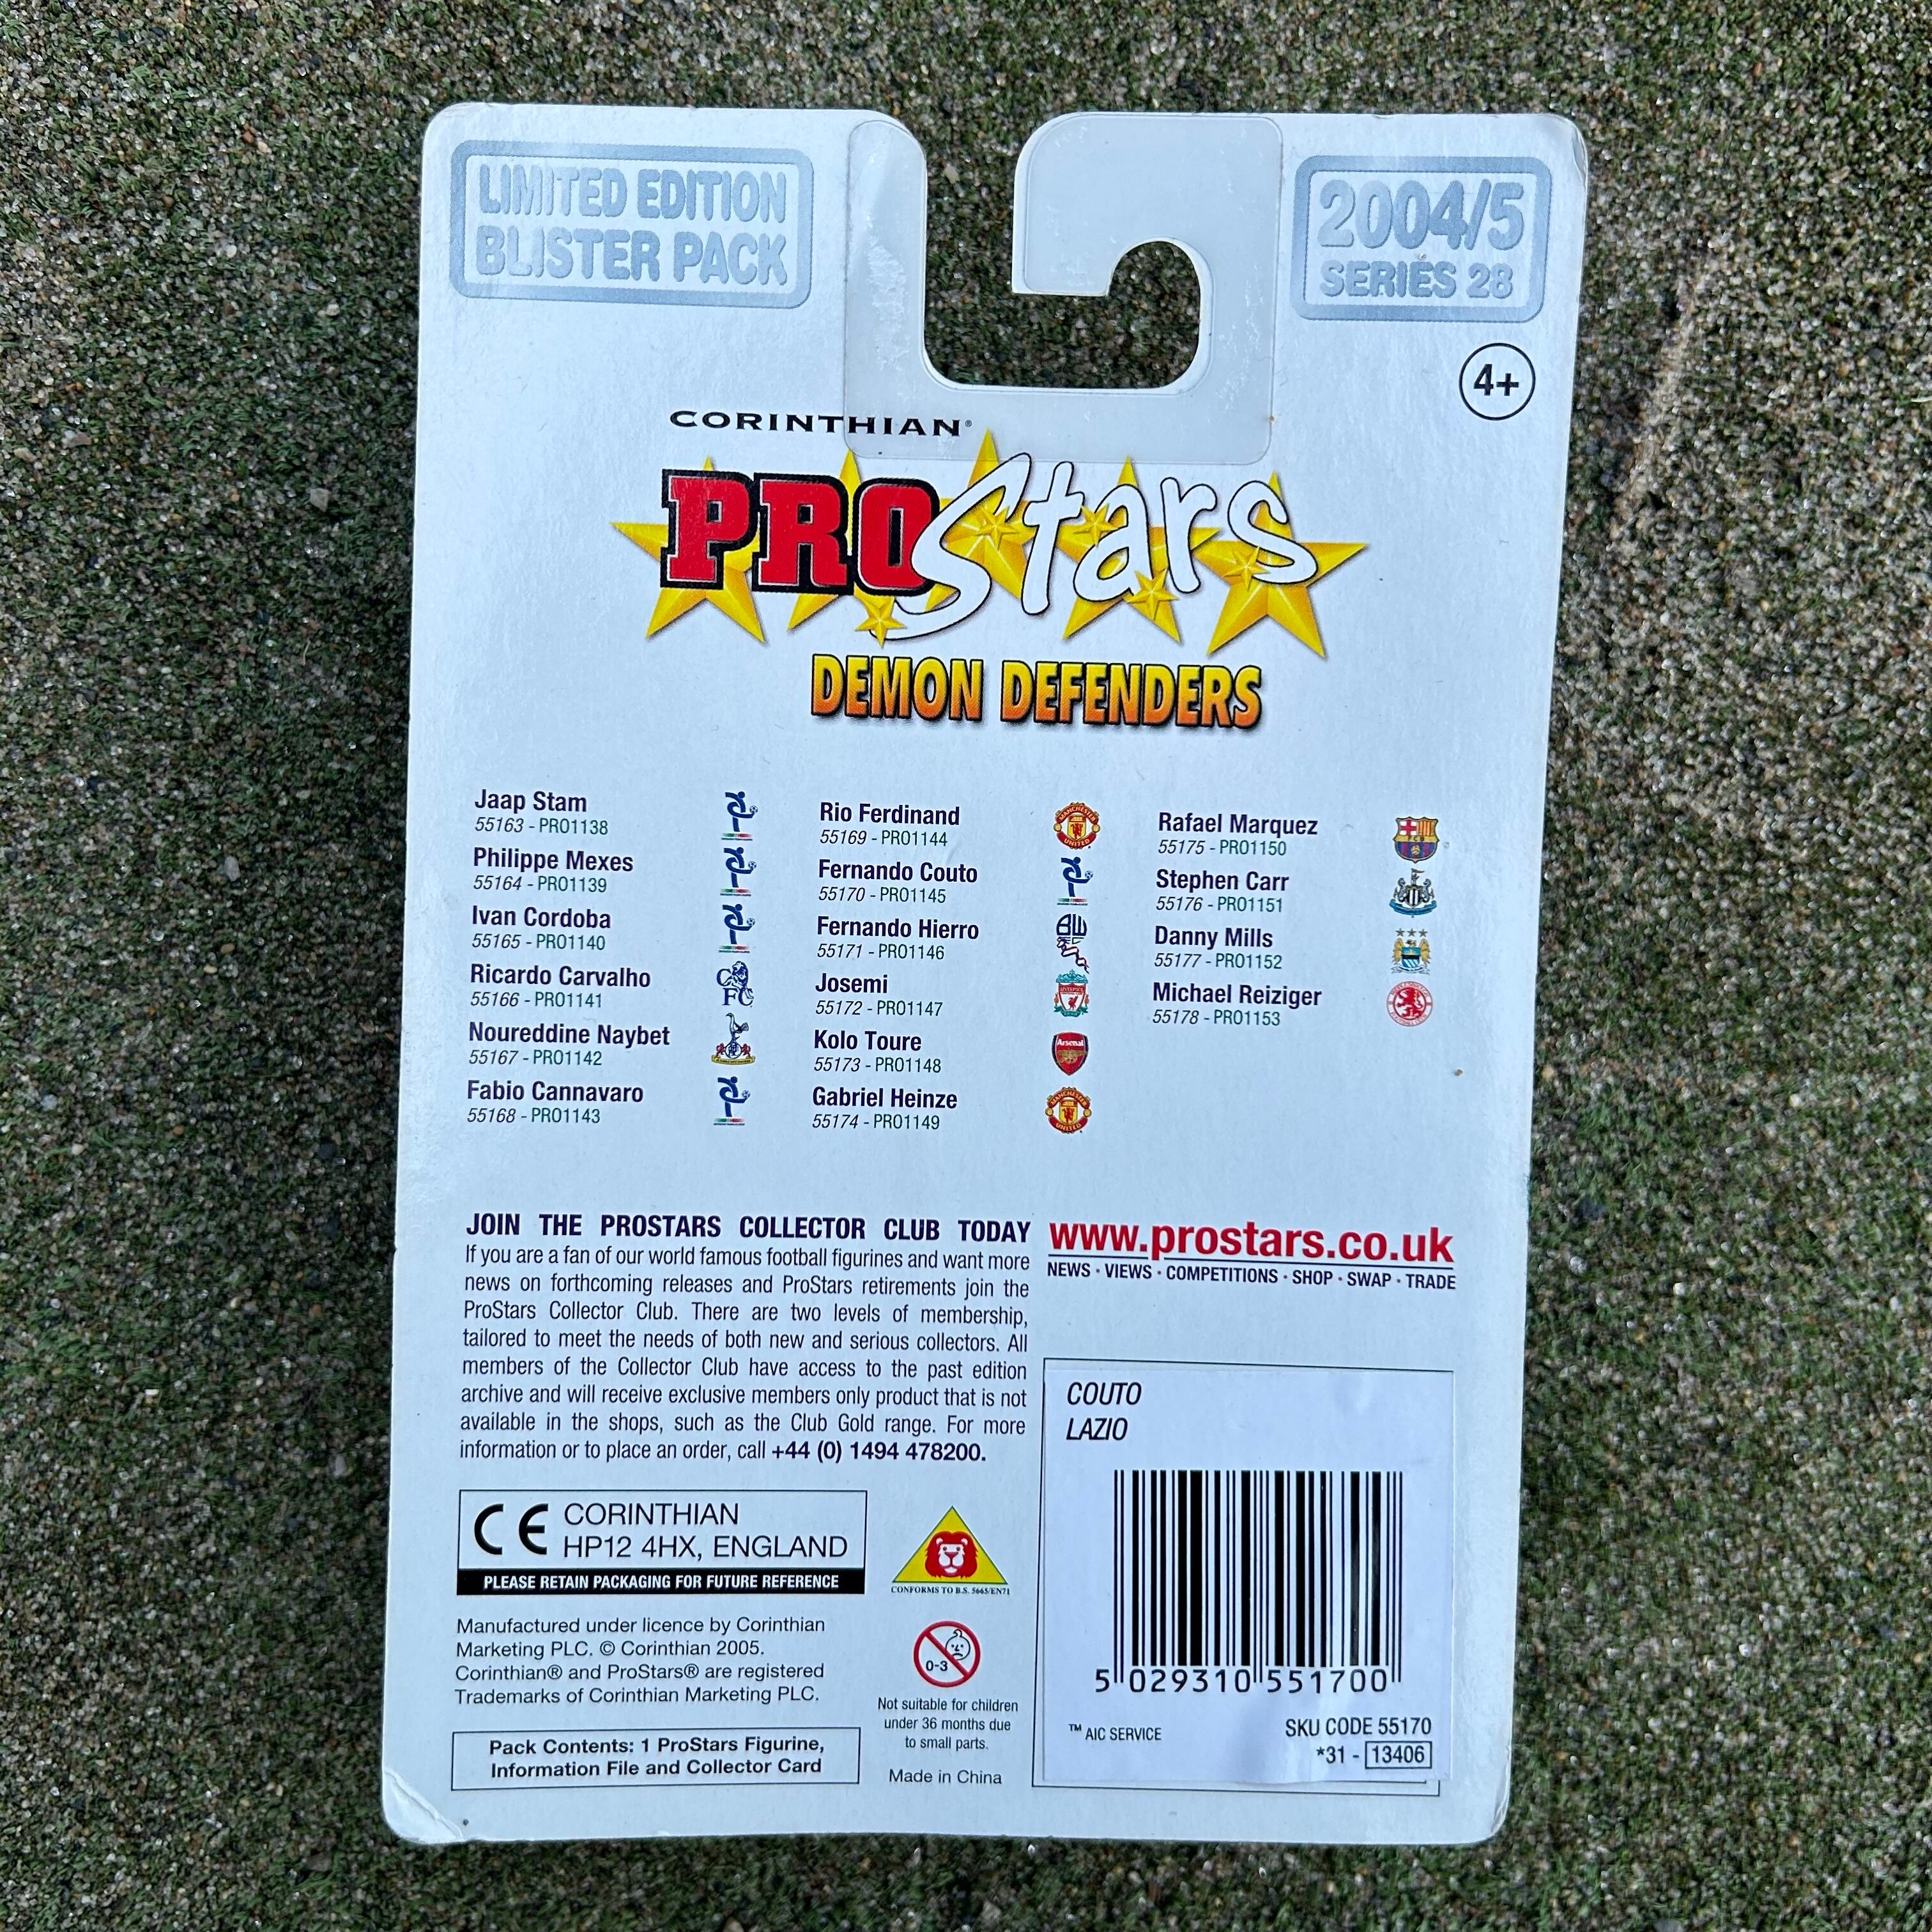 LIMITED EDITION
BLISTER PACK
2004/5
SERIES 28
4+
CORINTHIAN®
PROStars
DEMON DEFENDERS
Jaap Stam
55163 - PRO1138
Philippe Mexes
55164 - PRO1139
Ivan Cordoba
55165 - PRO1140
Ricardo Carvalho
55166 - PRO1141
Noureddine Naybet
55167 - PRO1142
Fabio Cannavaro
55168 - PRO1143
Rio Ferdinand
55169 - PRO1144
Fernando Couto
55170 - PRO1145
Fernando Hierro
55171 - PRO1146
Josemi
55172 - PRO1147
Kolo Toure
55173 - PRO1148
Gabriel Heinze
55174 - PRO1149
Rafael Marquez
55175 - PRO1150
Stephen Carr
55176 - PRO1151
Danny Mills
55177 - PRO1152
Michael Reiziger
55178 - PRO1153
CFC
MANCHESTER
UNITED
Arsenal
MANCHESTER
UNITED
JOIN THE PROSTARS COLLECTOR CLUB TODAY
If you are a fan of our world famous football figurines and want more
news on forthcoming releases and ProStars retirements join the
ProStars Collector Club. There are two levels of membership,
tailored to meet the needs of both new and serious collectors. All
members of the Collector Club have access to the past edition
archive and will receive exclusive members only product that is not
available in the shops, such as the Club Gold range. For more
information or to place an order, call +44 (0) 1494 478200.
www.prostars.co.uk
NEWS · VIEWS · COMPETITIONS · SHOP · SWAP · TRADE
CE CORINTHIAN
HP12 4HX, ENGLAND
PLEASE RETAIN PACKAGING FOR FUTURE REFERENCE
Manufactured under licence by Corinthian
Marketing PLC. © Corinthian 2005.
Corinthian® and ProStars® are registered
Trademarks of Corinthian Marketing PLC.
Pack Contents: 1 ProStars Figurine,
Information File and Collector Card
CONFORMS TO B.S. 5665/EN71
0-3
Not suitable for children
under 36 months due
to small parts.
Made in China
COUTO
LAZIO
5 029310 551700
™ AIC SERVICE
SKU CODE 55170
*31 - 13406